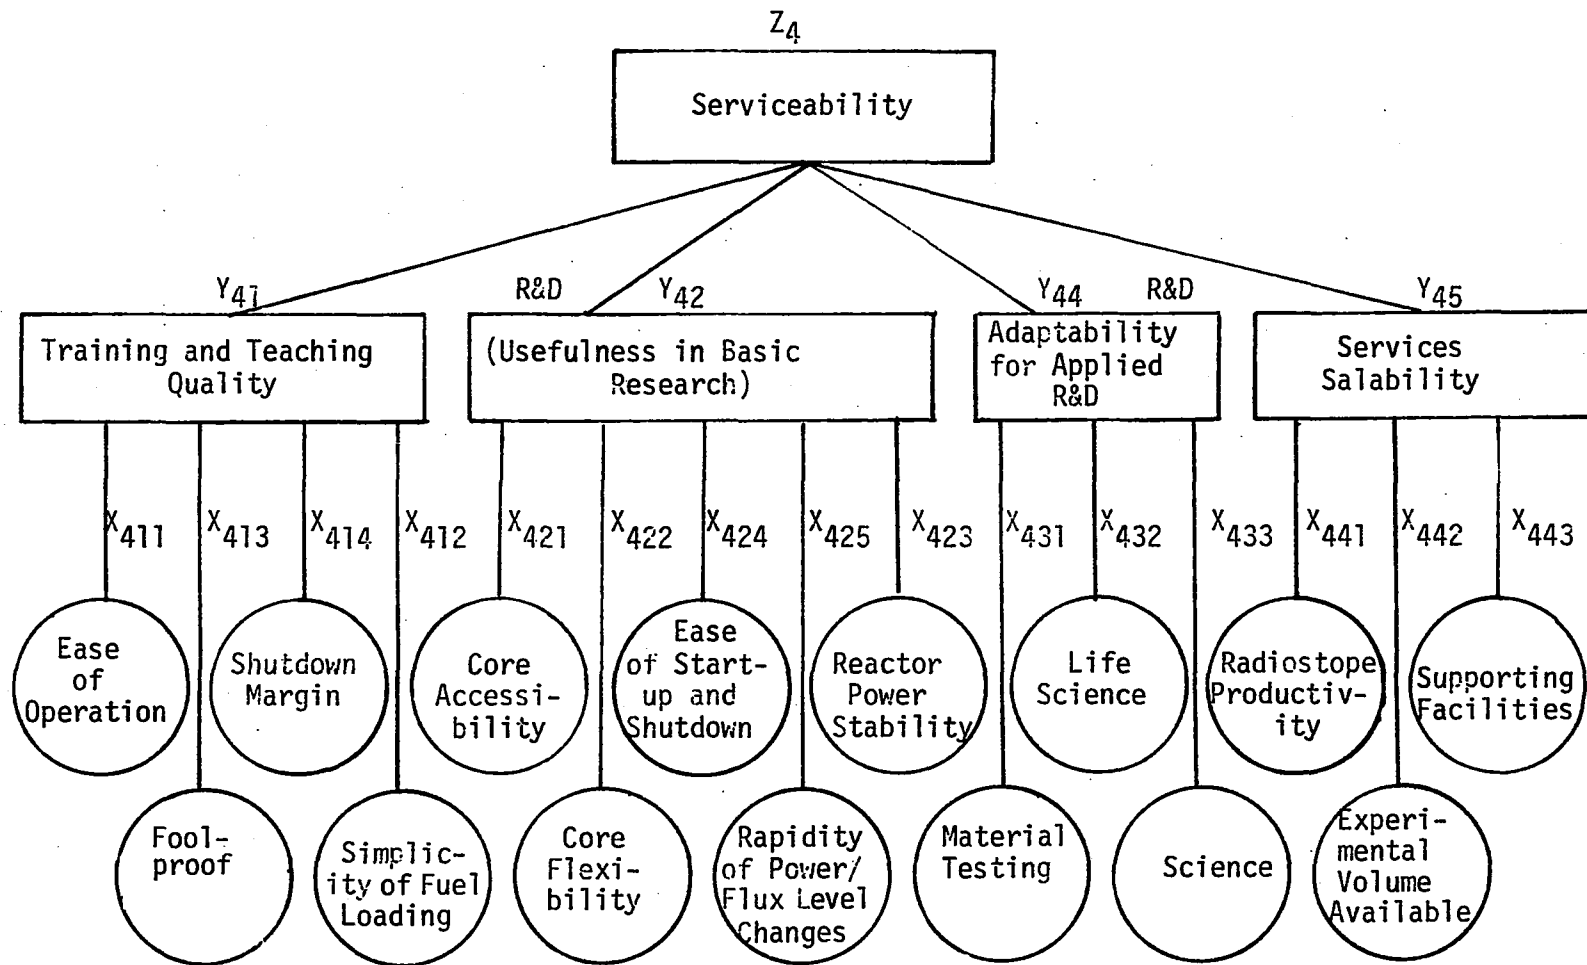 Z4
Serviceability
Y41
R&D
Y42
Y44
R&D
Y45
Training and Teaching
Quality
(Usefulness in Basic
Research)
Adaptability
for Applied
R&D
Services
Salability
X411
X413
X414
X412
X421
X422
X424
X425
X423
X431
X432
X433
X441
X442
X443
Ease
of
Operation
Shutdown
Margin
Core
Accessi-
bility
Ease
of Start-
up and
Shutdown
Reactor
Power
Stability
Life
Science
Radiostope
Productiv-
ity
Supporting
Facilities
Fool-
proof
Simplic-
ity of Fuel
Loading
Core
Flexi-
bility
Rapidity
of Power/
Flux Level
Changes
Material
Testing
Science
Experi-
mental
Volume
Available